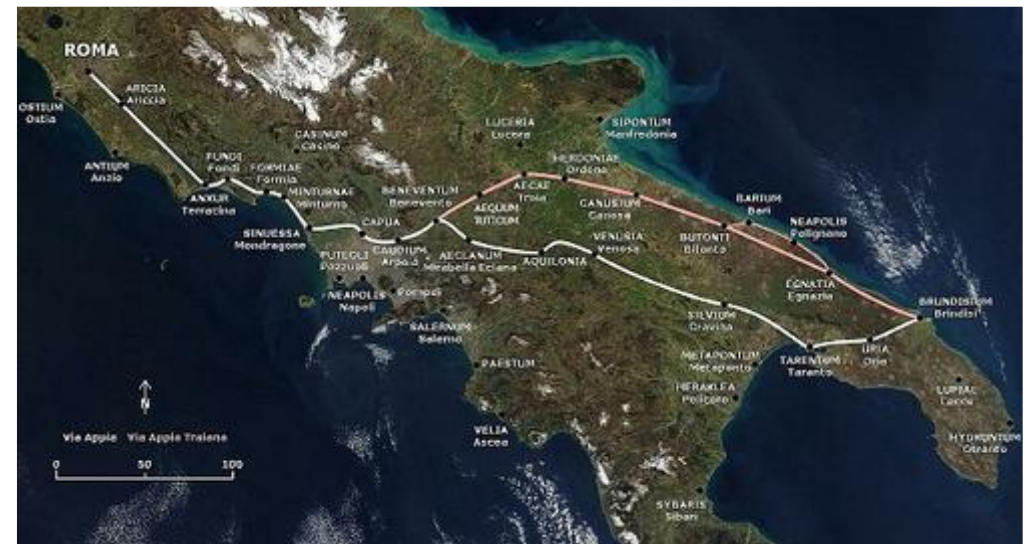 ROMA
ARICIA
Ariccia
OSTIUM
Ostia
ANTIUM
Anzio
CASINUM
Casino
LUCERIA
Lucera
SIPONTUM
Manfredonia
FUNDI
Fondi
FORMIAE
Formia
ANXUR
Terracina
MINTURNAE
Minturno
HERDONIAE
Ordona
BENEVENTUM
Benevento
AECAE
Troia
AEQUUM
TUTICUM
CANUSIUM
Canosa
BARIUM
Bari
NEAPOLIS
Polignano
SINUESSA
Mondragone
CAPUA
CAUDIUM
PUTEOLI
Pozzuoli
AECLANUM
Mirabella Eclano
AQUILONIA
VENUSIA
Venosa
BUTONTI
Bitonto
EGNATIA
Egnazia
NEAPOLIS
Napoli
Pompei
BRUNDISIUM
Brindisi
SALERNUM
Salerno
SILVIUM
Gravina
PAESTUM
METAPONTUM
Metaponto
TARENTUM
Taranto
URIA
Oria
HERAKLEA
Policoro
LUPIAE
Lecce
VELIA
Ascea
HYDRUNTUM
Otranto
SYBARIS
Sibari
N
Via Appia Via Appia Traiana
0 50 100